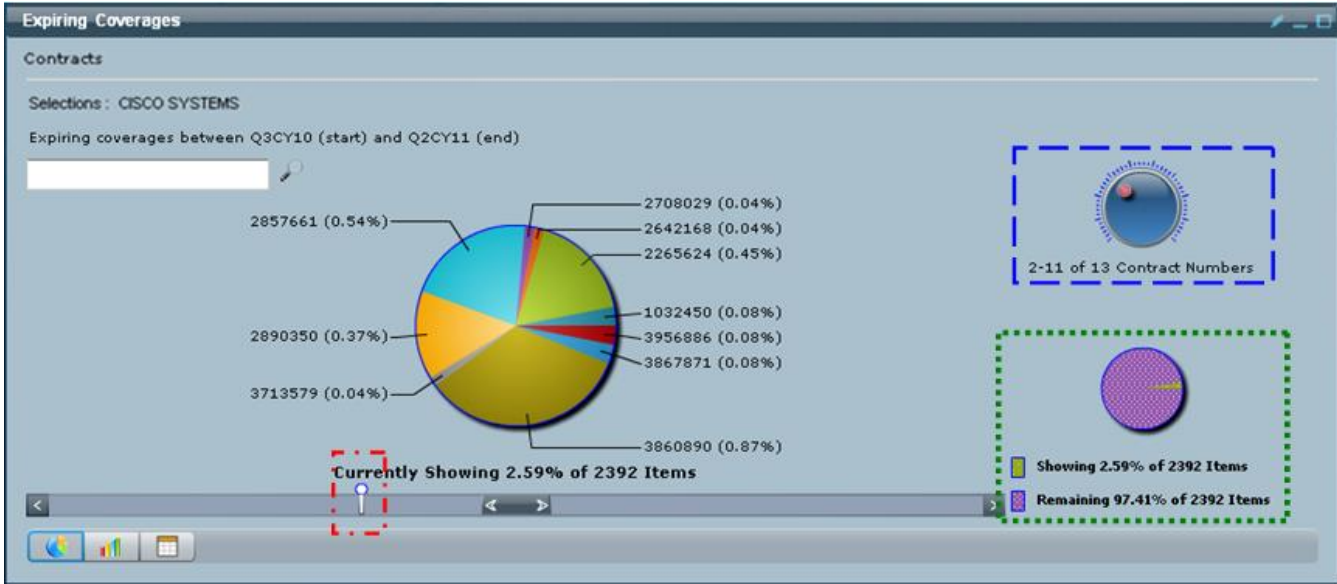 Expiring Coverages
Contracts
Selections : CISCO SYSTEMS
Expiring coverages between Q3CY10 (start) and Q2CY11 (end)
2857661 (0.54%)
2890350 (0.37%)
3713579 (0.04%)
2708029 (0.04%)
2642168 (0.04%)
2265624 (0.45%)
1032450 (0.08%)
3956886 (0.08%)
3867871 (0.08%)
3860890 (0.87%)
Currently Showing 2.59% of 2392 Items
2-11 of 13 Contract Numbers
Showing 2.59% of 2392 Items
Remaining 97.41% of 2392 Items